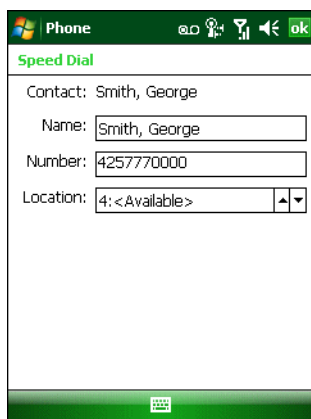 Phone
ok
Speed Dial
Contact: Smith, George
Name: Smith, George
Number: 4257770000
Location: 4:<Available>